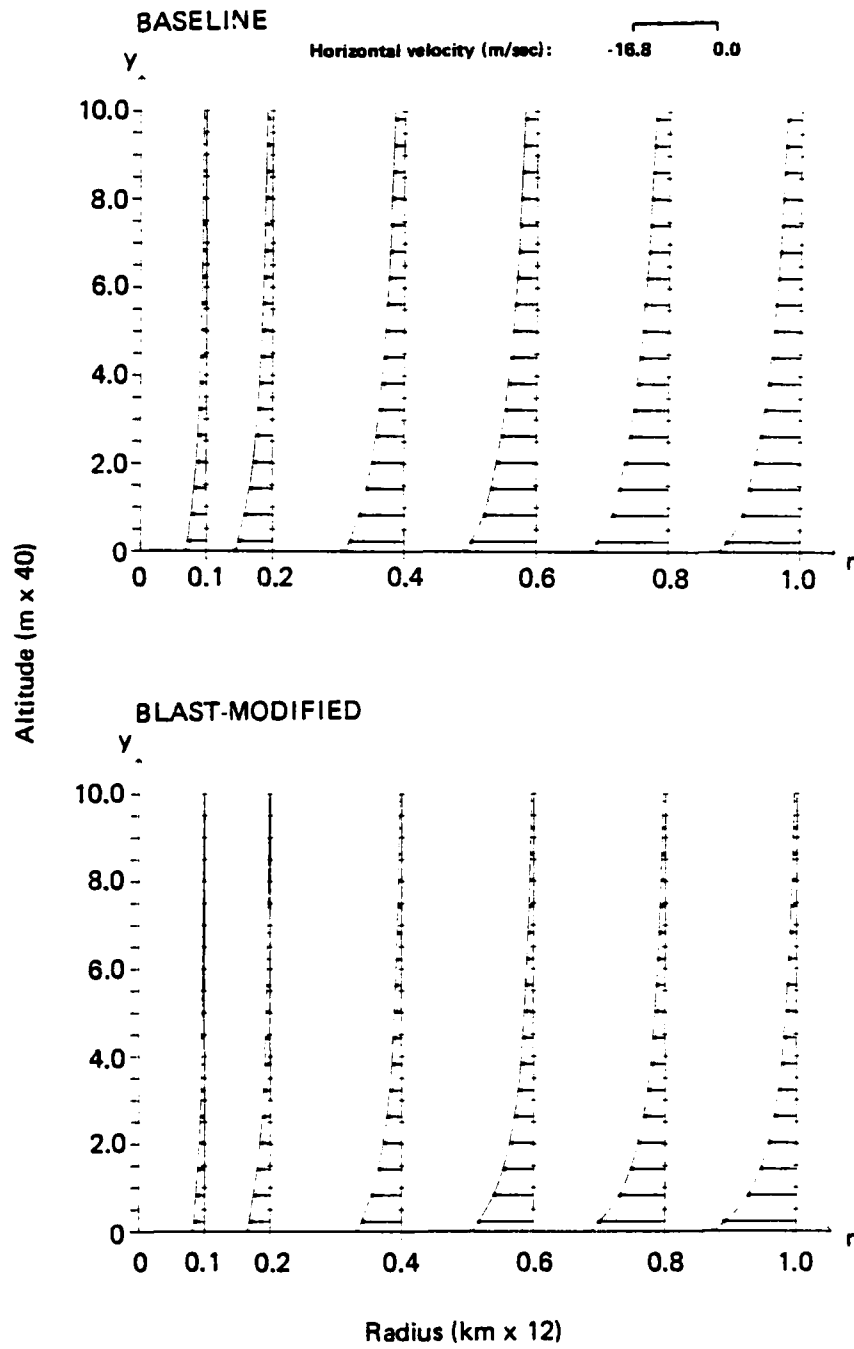 BASELINE
Horizontal velocity (m/sec): -16.8 0.0
y
10.0
8.0
6.0
4.0
2.0
0
0 0.1 0.2 0.4 0.6 0.8 1.0 r
Altitude (m x 40)
BLAST-MODIFIED
y
10.0
8.0
6.0
4.0
2.0
0
0 0.1 0.2 0.4 0.6 0.8 1.0 r
Radius (km x 12)